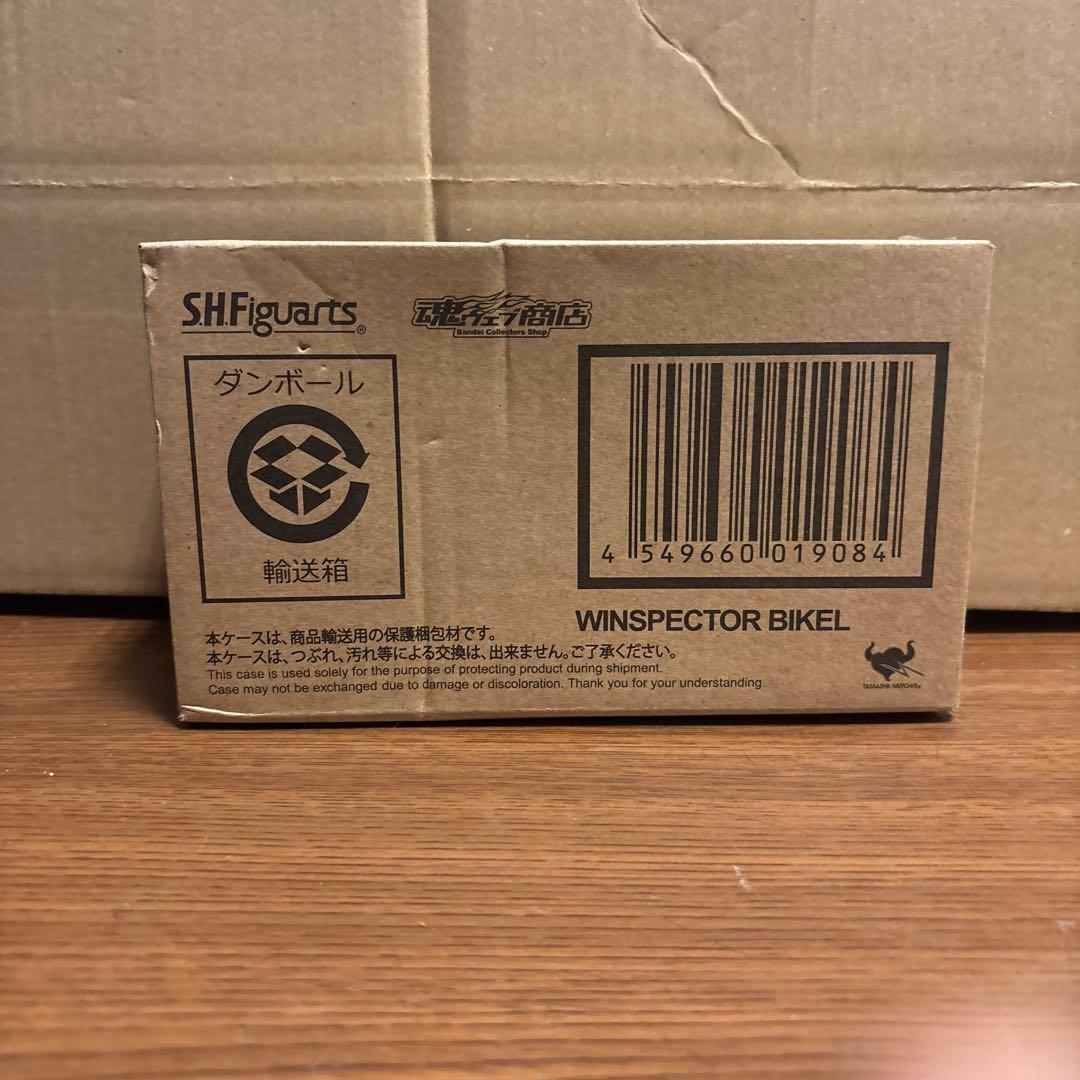 S.H.Figuarts®
魂ウェブ商店
Bandai Collectors Shop
ダンボール
輸送箱
4 549660 019084
WINSPECTOR BIKEL
本ケースは、商品輸送用の保護梱包材です。
本ケースは、つぶれ、汚れ等による交換は、出来ません。ご了承ください。
This case is used solely for the purpose of protecting product during shipment.
Case may not be exchanged due to damage or discoloration. Thank you for your understanding.
TAMASHII NATIONS®